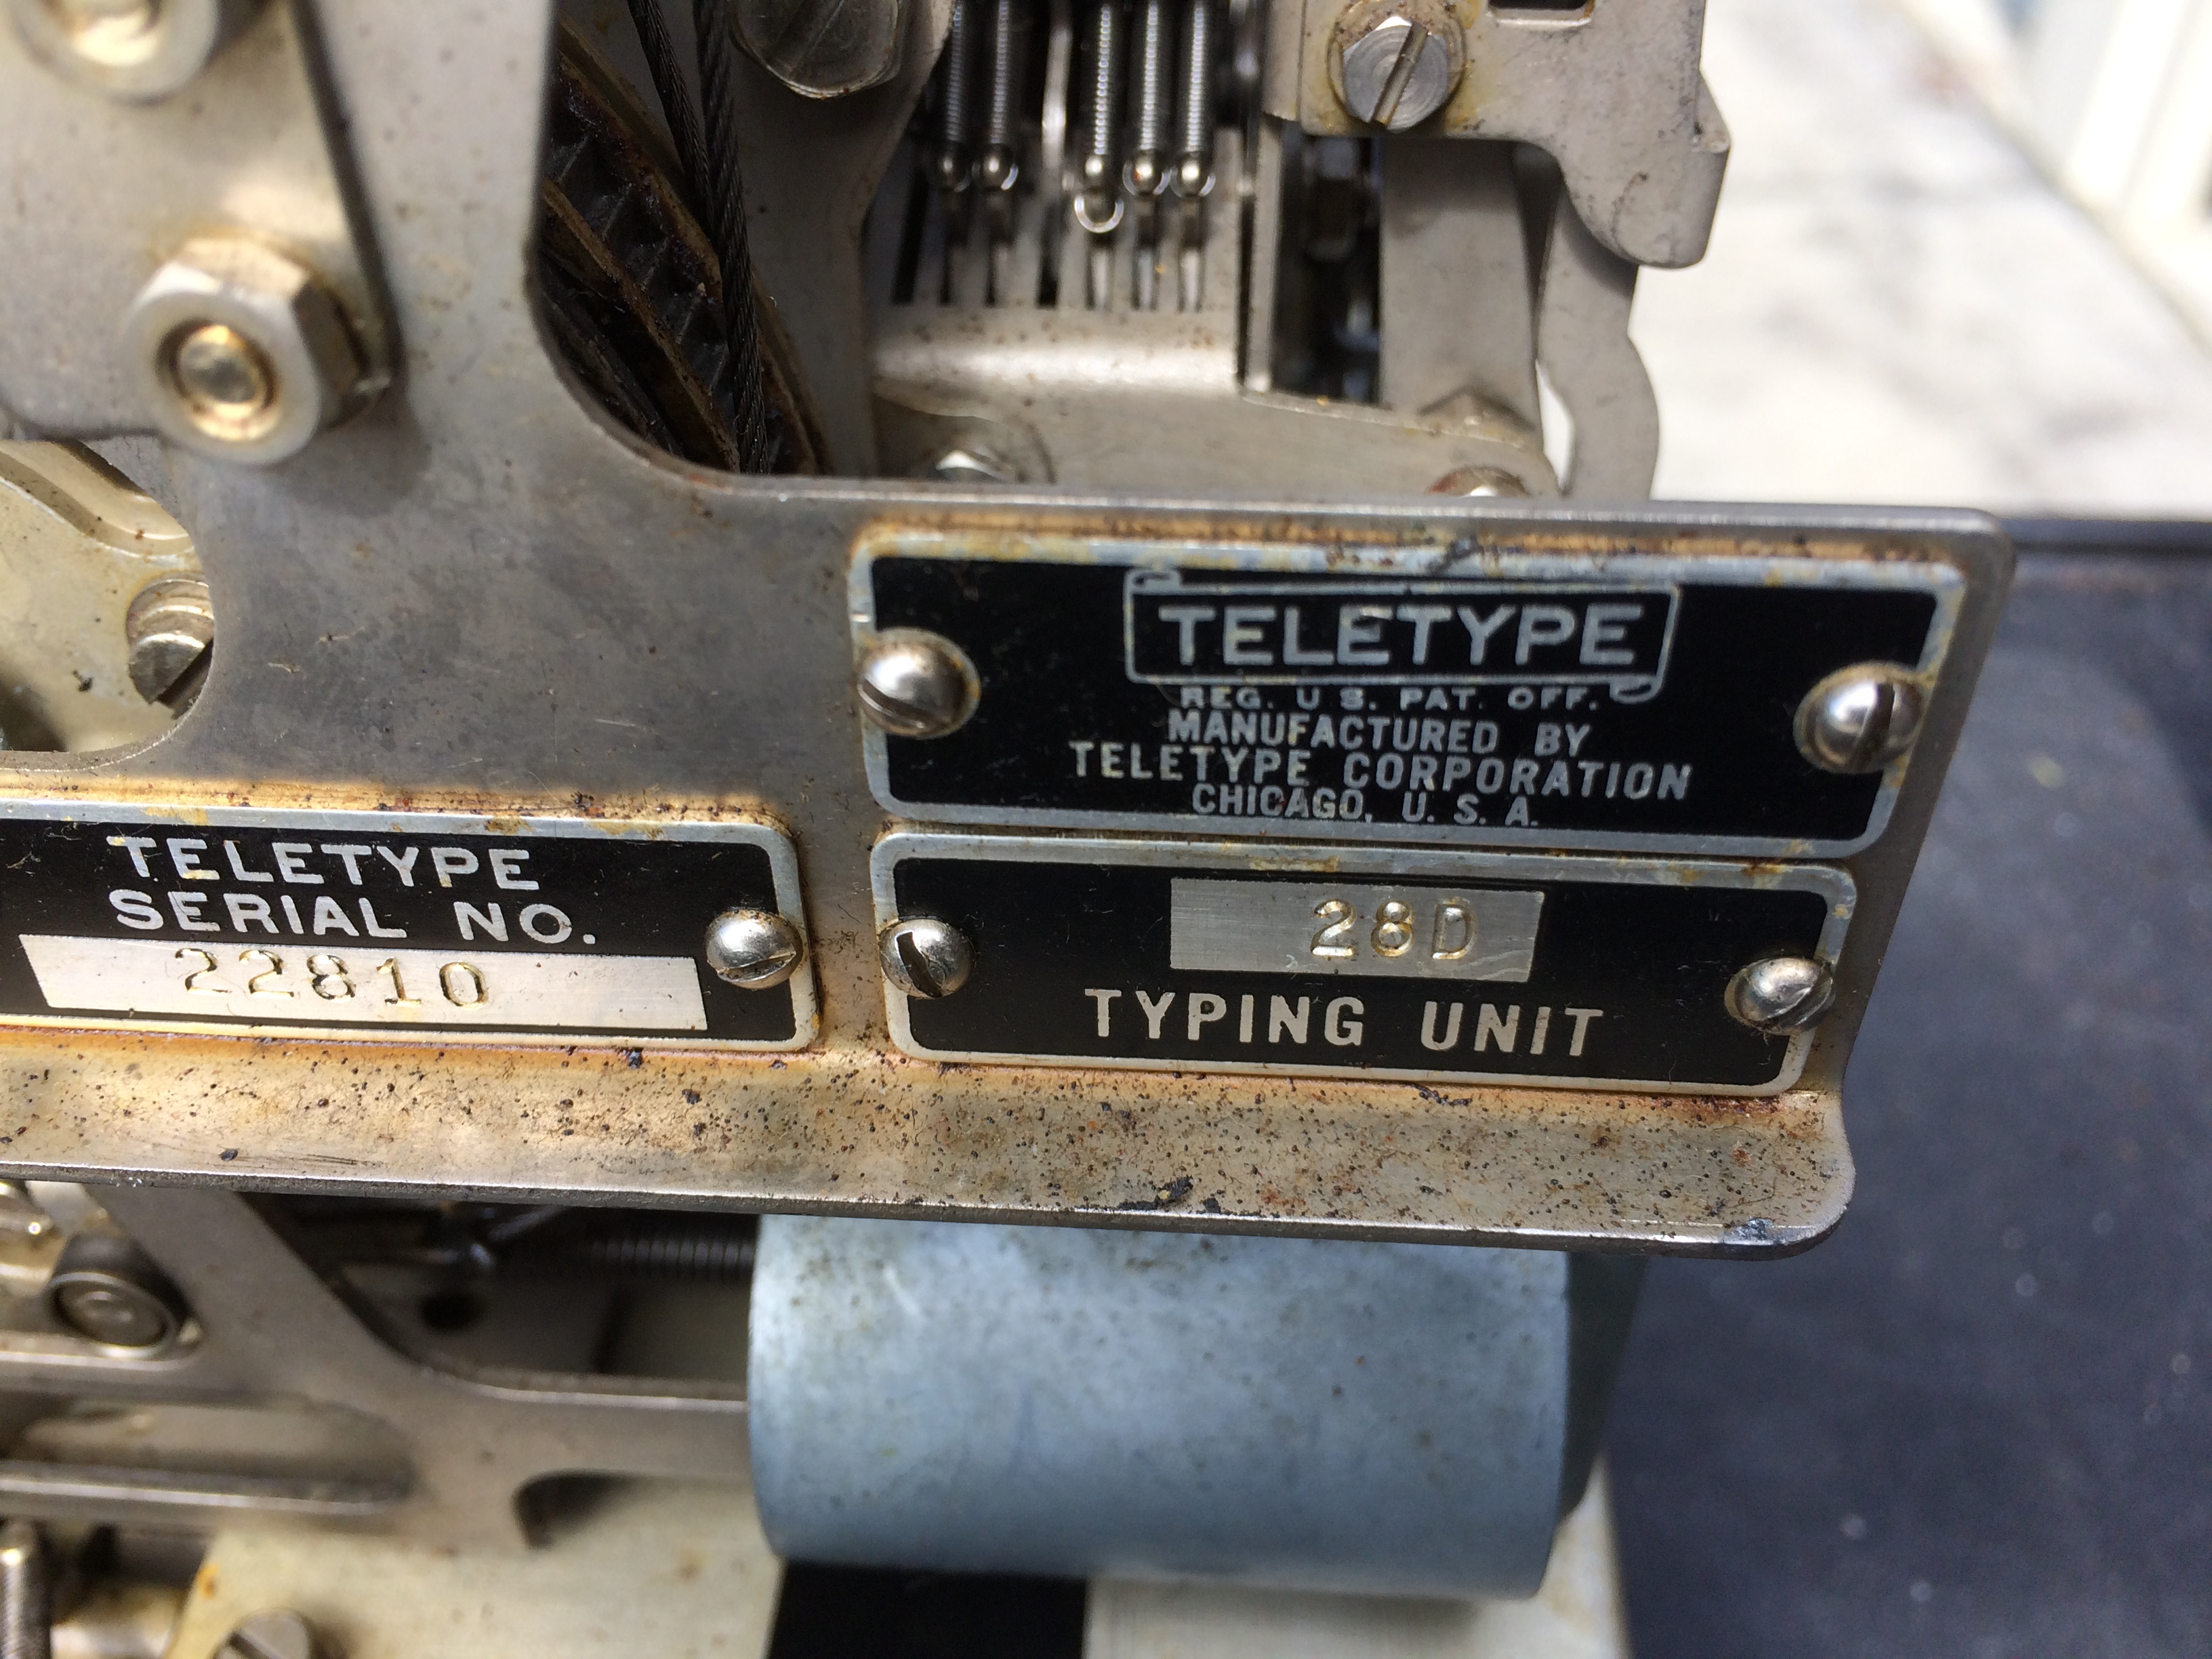 TELETYPE
REG. U. S. PAT. OFF.
MANUFACTURED BY
TELETYPE CORPORATION
CHICAGO, U. S. A.
TELETYPE
SERIAL NO.
22810
28D
TYPING UNIT